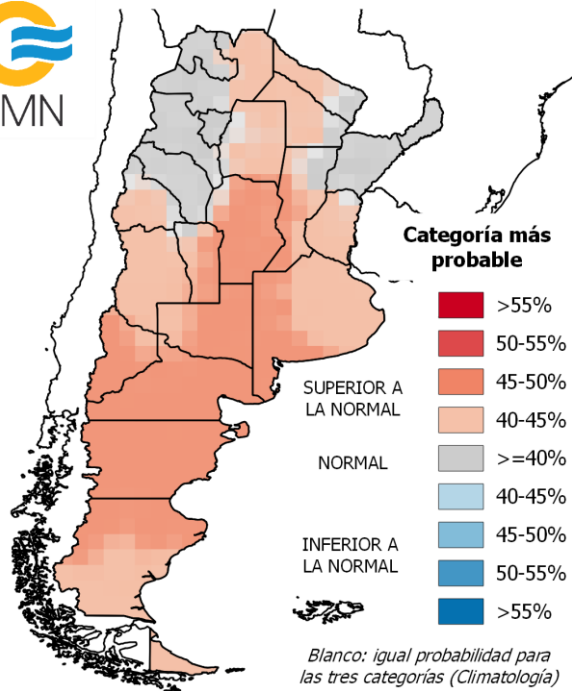 MN
Categoría más
probable
>55%
50-55%
45-50%
SUPERIOR A
LA NORMAL
40-45%
NORMAL
>=40%
40-45%
45-50%
INFERIOR A
LA NORMAL
50-55%
>55%
Blanco: igual probabilidad para
las tres categorías (Climatología)